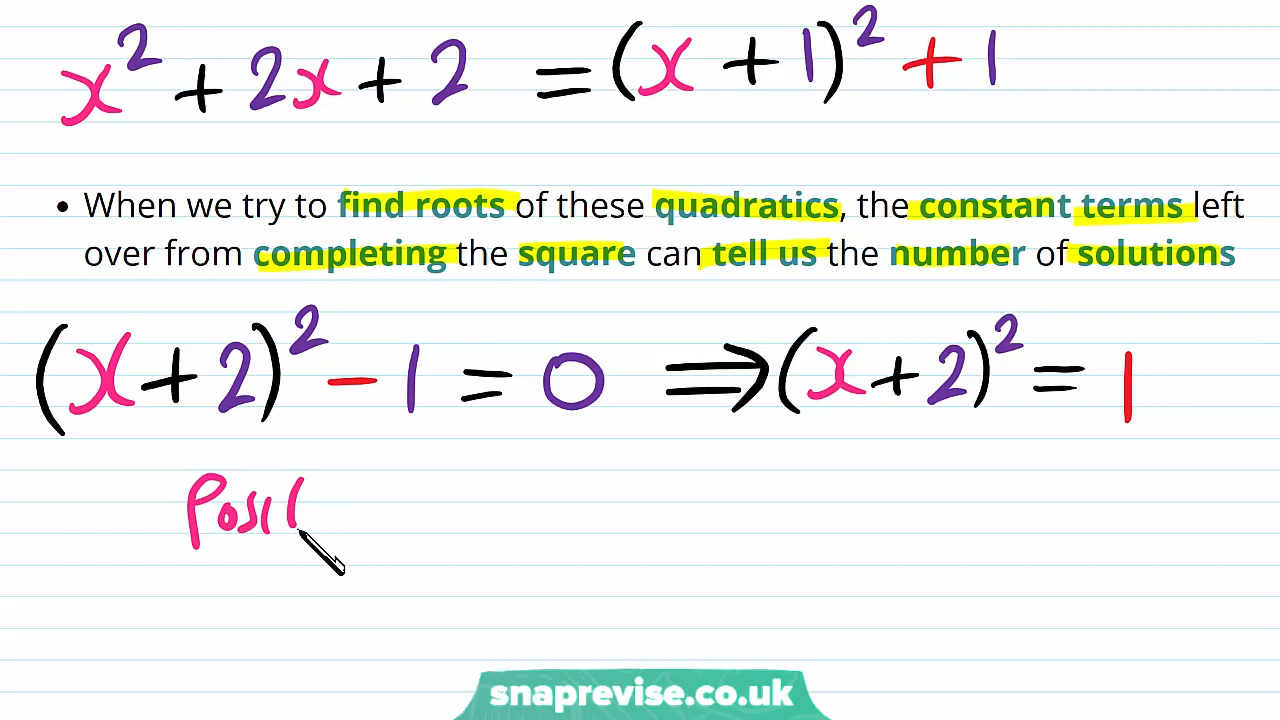 x² + 2x + 2 = (x + 1)² + 1
• When we try to find roots of these quadratics, the constant terms left
over from completing the square can tell us the number of solutions
(x + 2)² - 1 = 0 ⟹ (x + 2)² = 1
snaprevise.co.uk